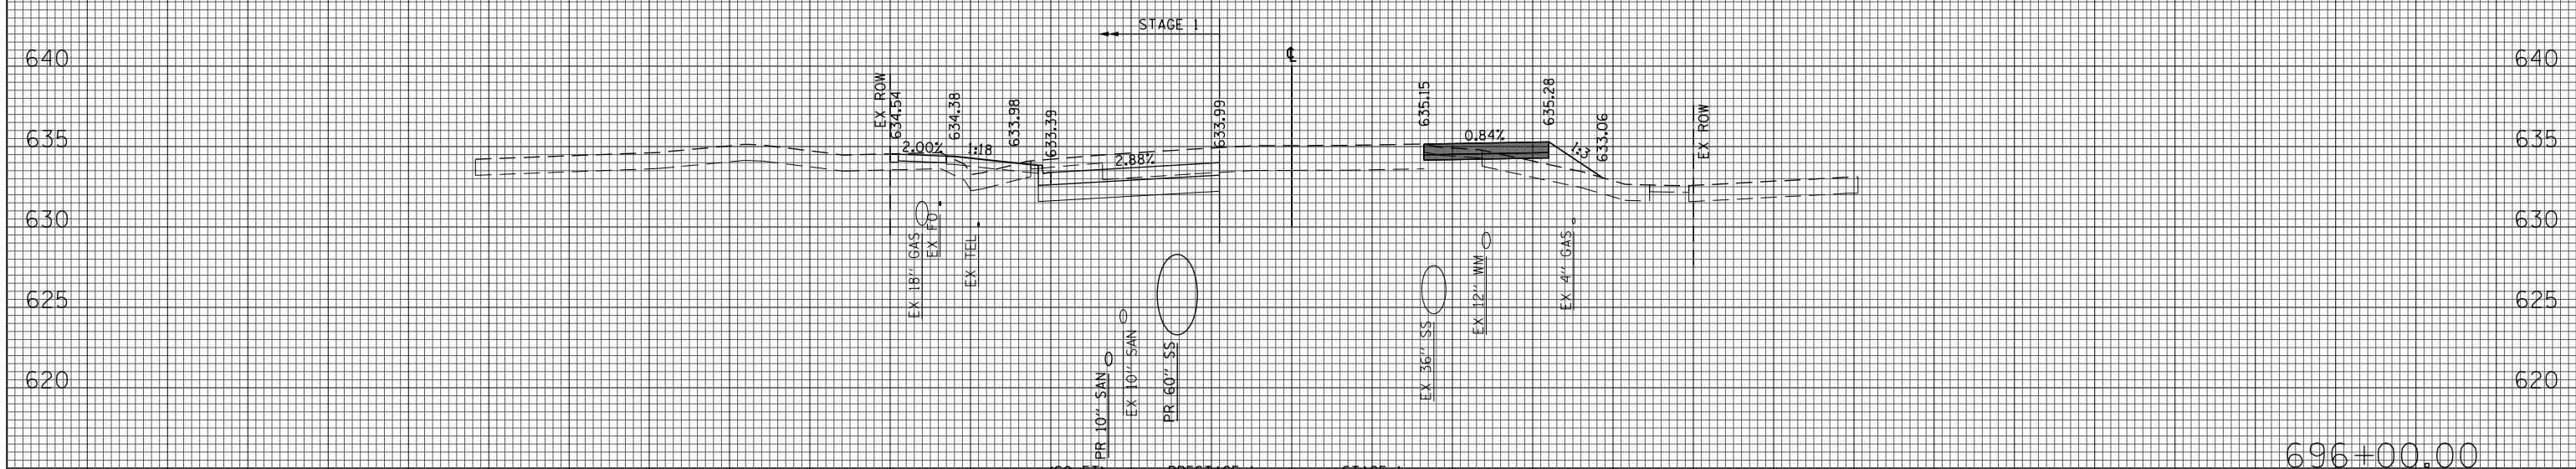 STAGE 1
℄
640
640
EX ROW
634.54
634.38
633.98
633.39
633.99
635.15
635.28
633.06
EX ROW
635
635
2.00%
1:18
2.88%
0.84%
1:3
630
630
EX 18" GAS
EX FO
EX TEL
EX 12" WM
EX 4" GAS
625
625
PR 10" SAN
EX 10" SAN
PR 60" SS
EX 36" SS
620
620
696+00.00